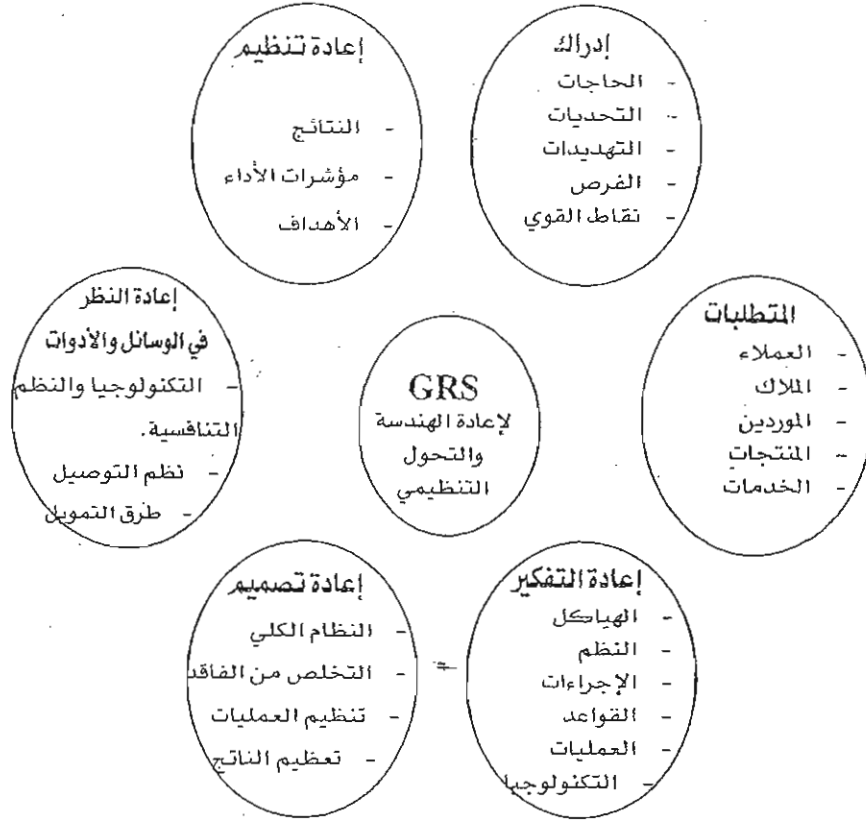 إدراك
- الحاجات
- التحديات
- التهديدات
- الفرص
- نقاط القوي
المتطلبات
- العملاء
- الملاك
- الموردين
- المنتجات
- الخدمات
إعادة التفكير
- الهياكل
- النظم
- الإجراءات
- القواعد
- العمليات
- التكنولوجيا
إعادة تصميم
- النظام الكلي
- التخلص من الفاقد
- تنظيم العمليات
- تعظيم الناتج
إعادة النظر
في الوسائل والأدوات
- التكنولوجيا والنظم
التنافسية.
- نظم التوصيل
- طرق التمويل
إعادة تنظيم
- النتائج
- مؤشرات الأداء
- الأهداف
GRS
لإعادة الهندسة
والتحول
التنظيمي